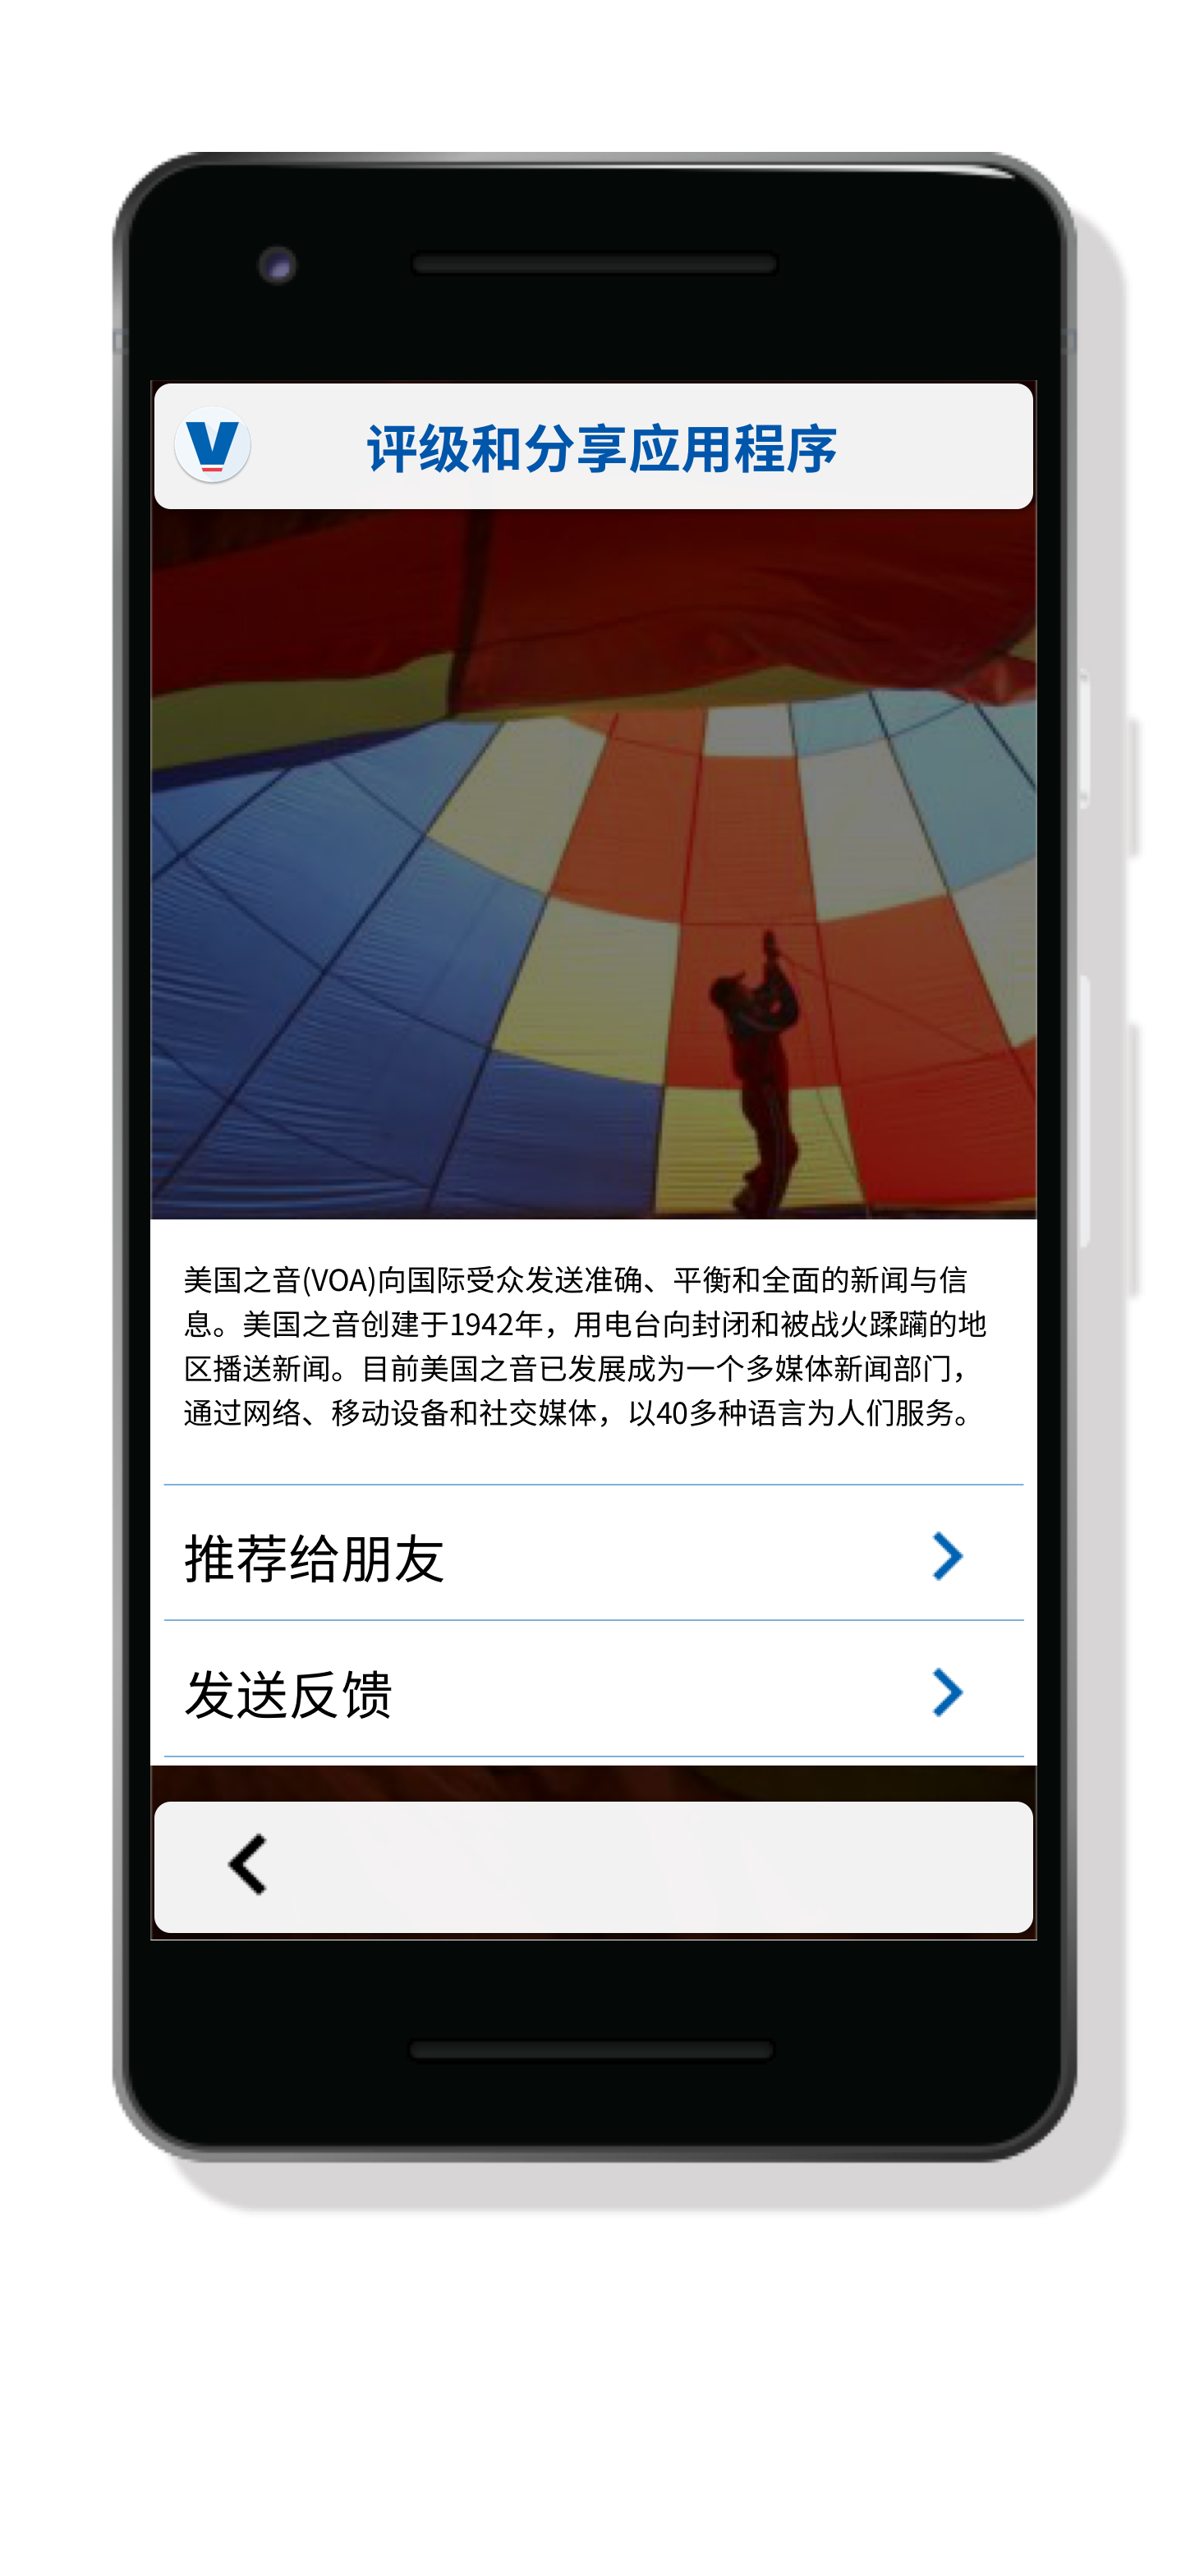 V
评级和分享应用程序
美国之音(VOA)向国际受众发送准确、平衡和全面的新闻与信
息。美国之音创建于1942年，用电台向封闭和被战火蹂躏的地
区播送新闻。目前美国之音已发展成为一个多媒体新闻部门，
通过网络、移动设备和社交媒体，以40多种语言为人们服务。
推荐给朋友
发送反馈